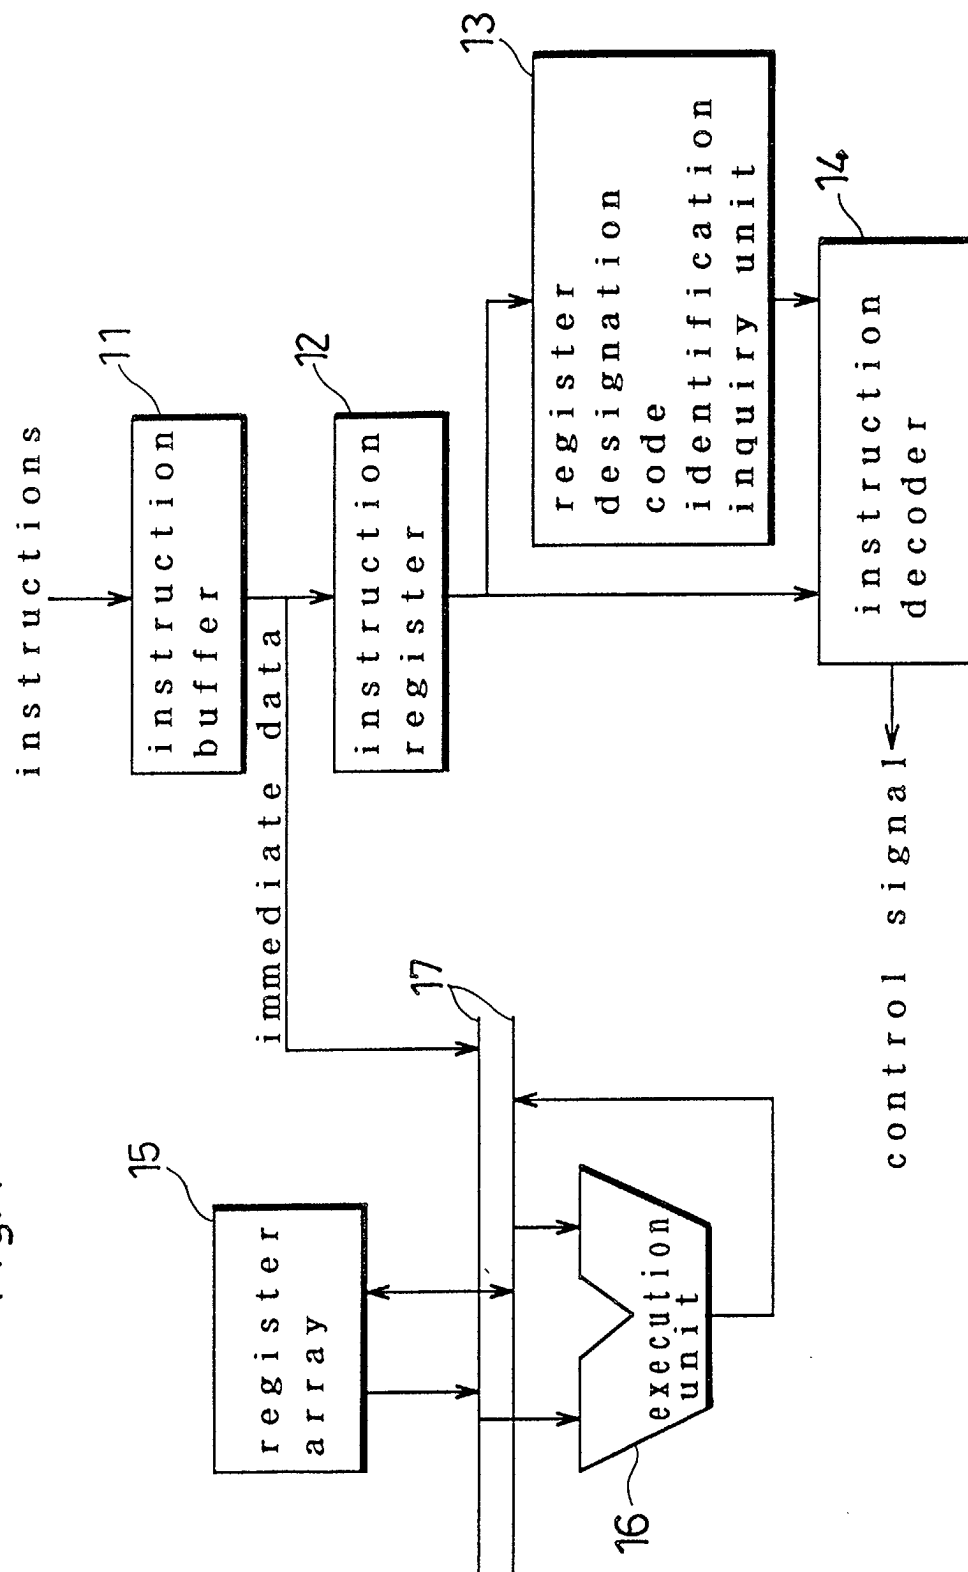 instructions
11
instruction
buffer
immediate data
12
instruction
register
13
register
designation
code
identification
inquiry unit
14
instruction
decoder
control signal
15
register
array
17
execution
unit
16